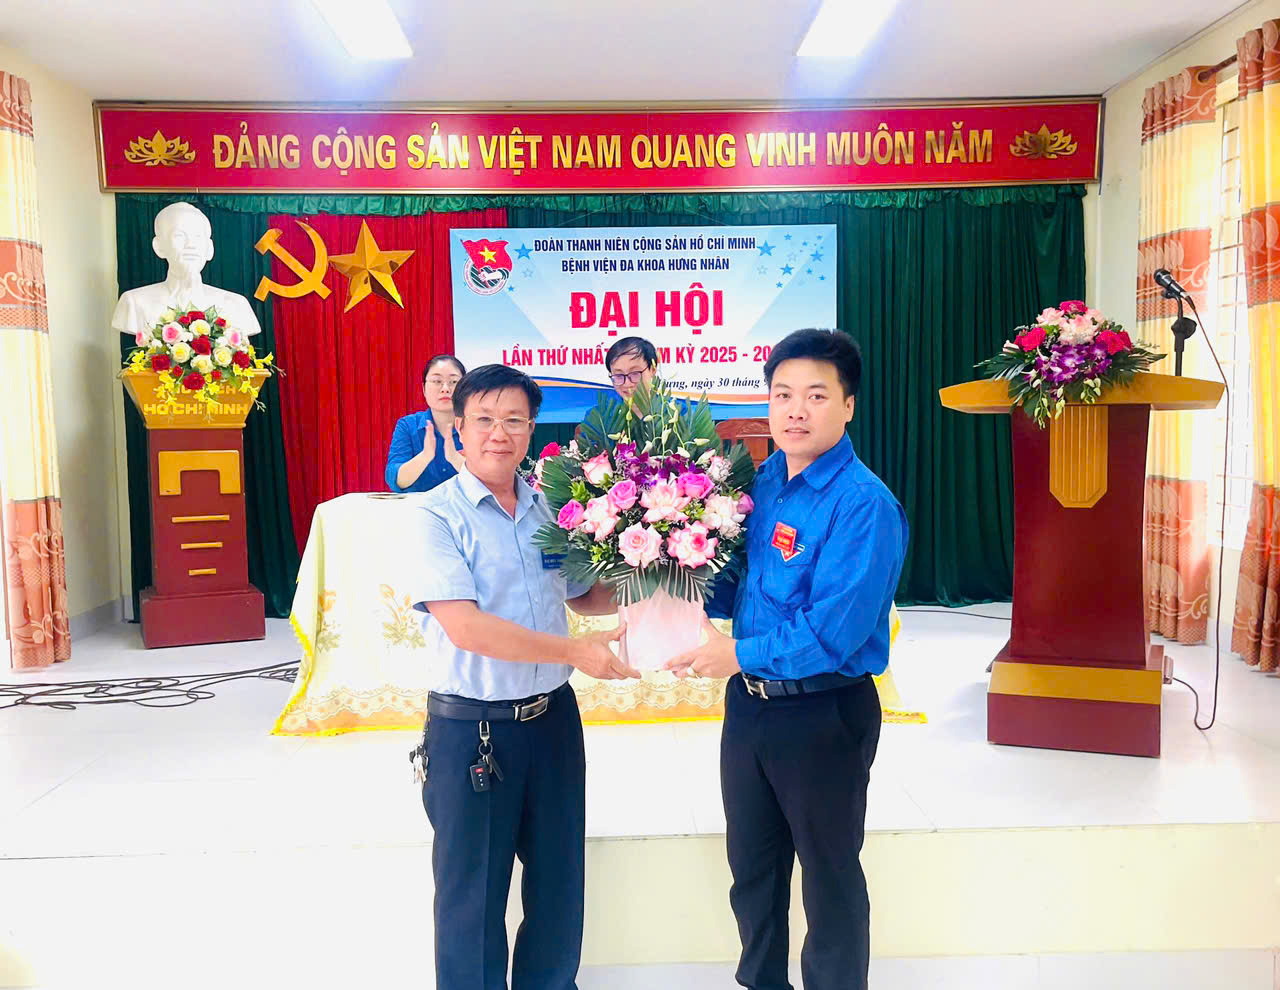 ĐẢNG CỘNG SẢN VIỆT NAM QUANG VINH MUÔN NĂM
ĐOÀN THANH NIÊN CỘNG SẢN HỒ CHÍ MINH
BỆNH VIỆN ĐA KHOA HƯNG NHÂN
ĐẠI HỘI
LẦN THỨ NHẤT KỲ 2025 - 20
ngày 30 tháng
HỒ CHÍ MINH